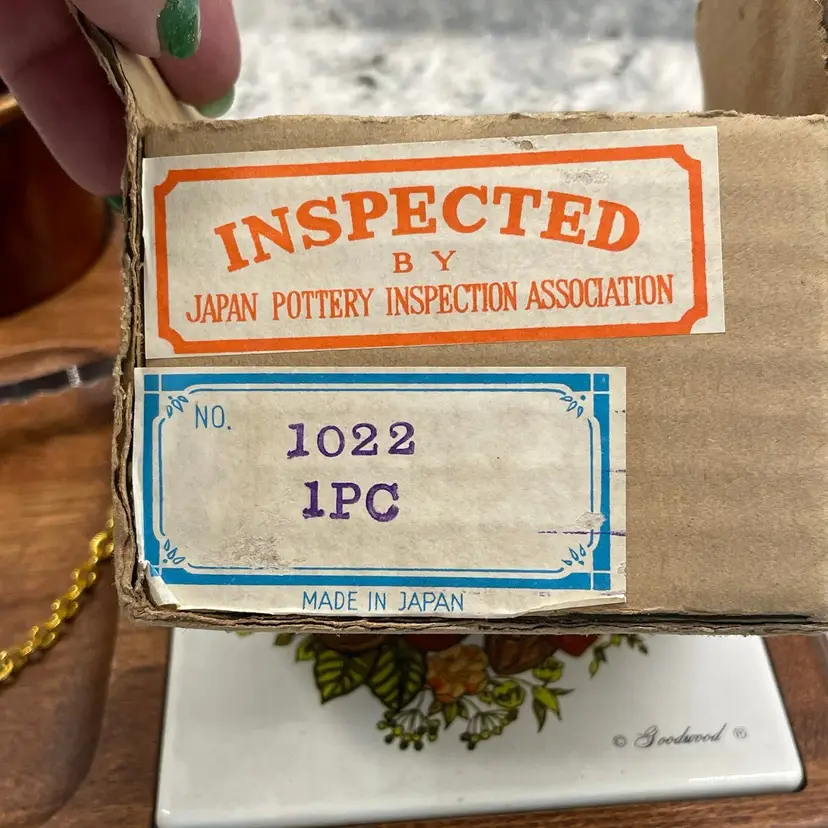 INSPECTED
BY
JAPAN POTTERY INSPECTION ASSOCIATION
NO.
1022
1PC
MADE IN JAPAN
© Goodwood ®